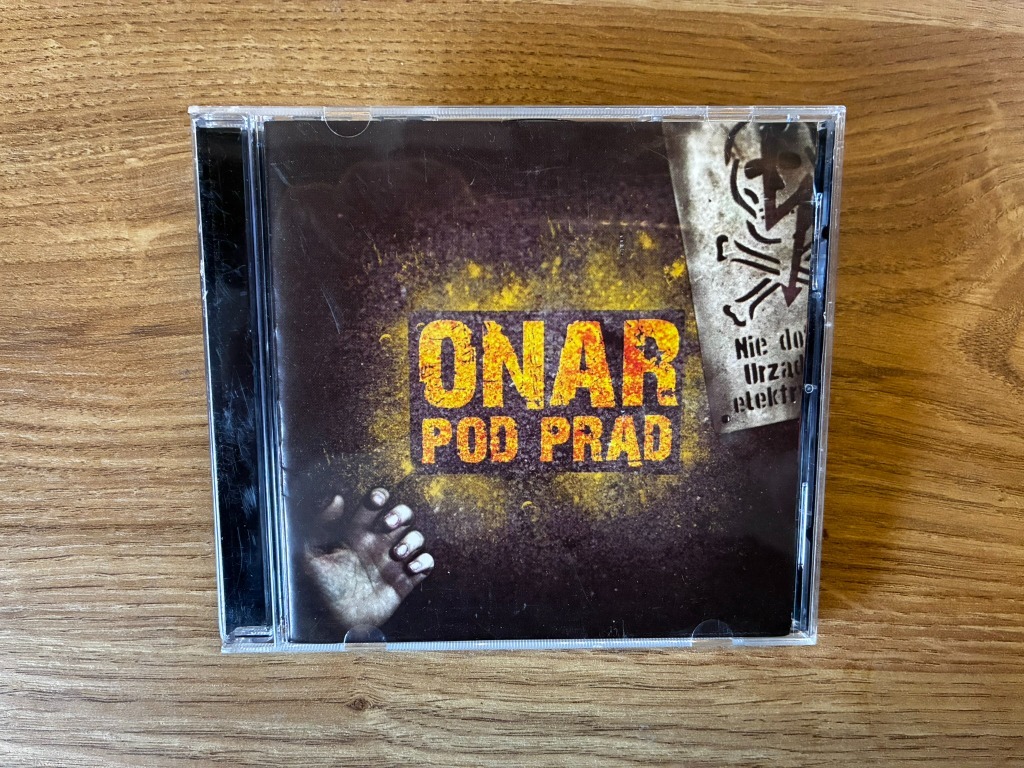 ONAR
POD PRĄD
Nie do
Urząd
elektr